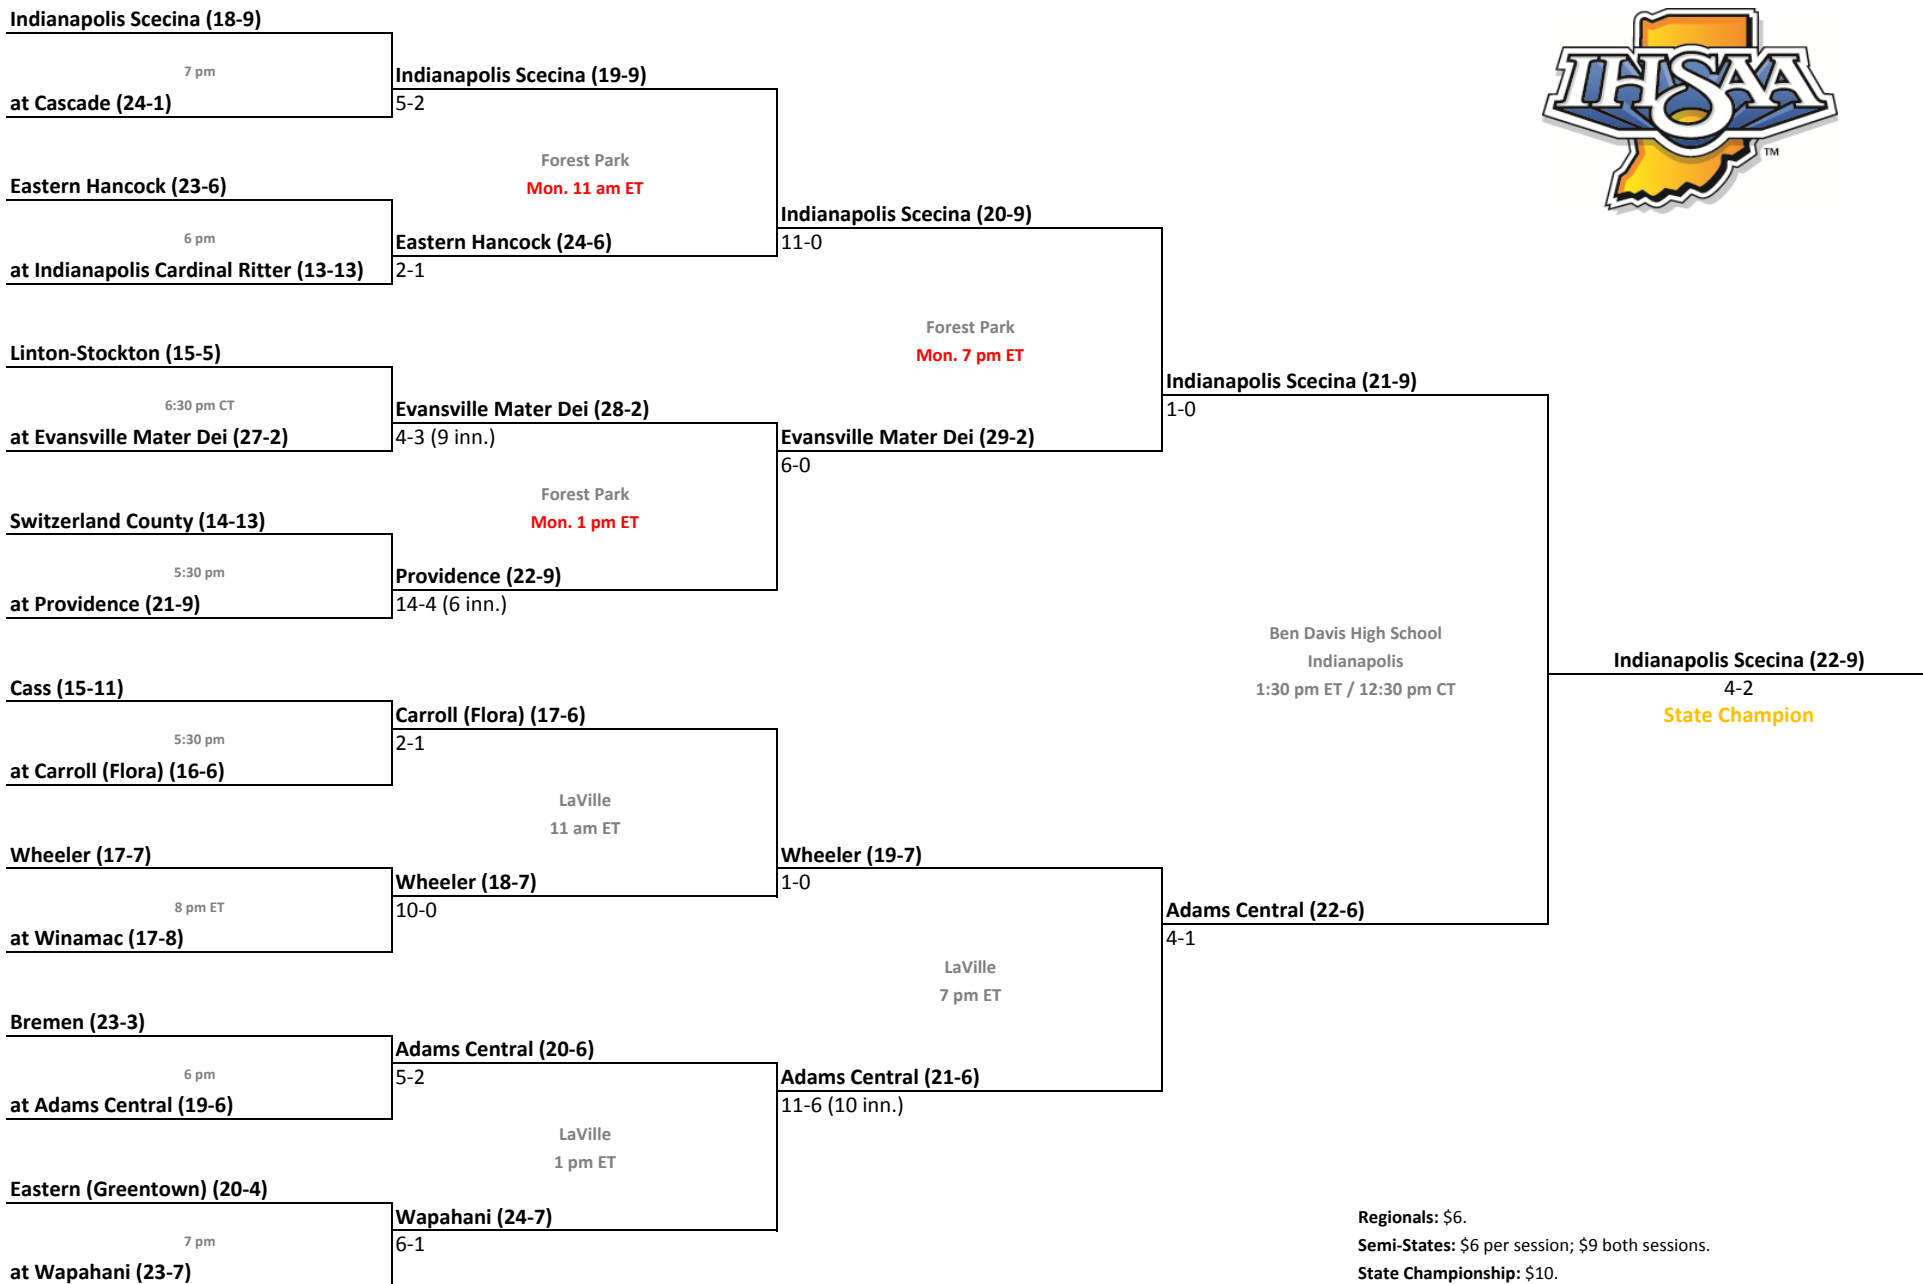 Indianapolis Scecina (18-9)
7 pm
at Cascade (24-1)
Indianapolis Scecina (19-9)
5-2
Forest Park
Mon. 11 am ET
Eastern Hancock (23-6)
6 pm
at Indianapolis Cardinal Ritter (13-13)
Eastern Hancock (24-6)
2-1
Indianapolis Scecina (20-9)
11-0
Forest Park
Mon. 7 pm ET
Linton-Stockton (15-5)
6:30 pm CT
at Evansville Mater Dei (27-2)
Evansville Mater Dei (28-2)
4-3 (9 inn.)
Evansville Mater Dei (29-2)
6-0
Forest Park
Mon. 1 pm ET
Switzerland County (14-13)
5:30 pm
at Providence (21-9)
Providence (22-9)
14-4 (6 inn.)
Indianapolis Scecina (21-9)
1-0
Ben Davis High School
Indianapolis
1:30 pm ET / 12:30 pm CT
Indianapolis Scecina (22-9)
4-2
State Champion
Cass (15-11)
5:30 pm
at Carroll (Flora) (16-6)
Carroll (Flora) (17-6)
2-1
LaVille
11 am ET
Wheeler (17-7)
8 pm ET
at Winamac (17-8)
Wheeler (18-7)
10-0
Wheeler (19-7)
1-0
LaVille
7 pm ET
Adams Central (22-6)
4-1
Bremen (23-3)
6 pm
at Adams Central (19-6)
Adams Central (20-6)
5-2
Adams Central (21-6)
11-6 (10 inn.)
LaVille
1 pm ET
Eastern (Greentown) (20-4)
7 pm
at Wapahani (23-7)
Wapahani (24-7)
6-1
IHSAA
TM
Regionals: $6.
Semi-States: $6 per session; $9 both sessions.
State Championship: $10.